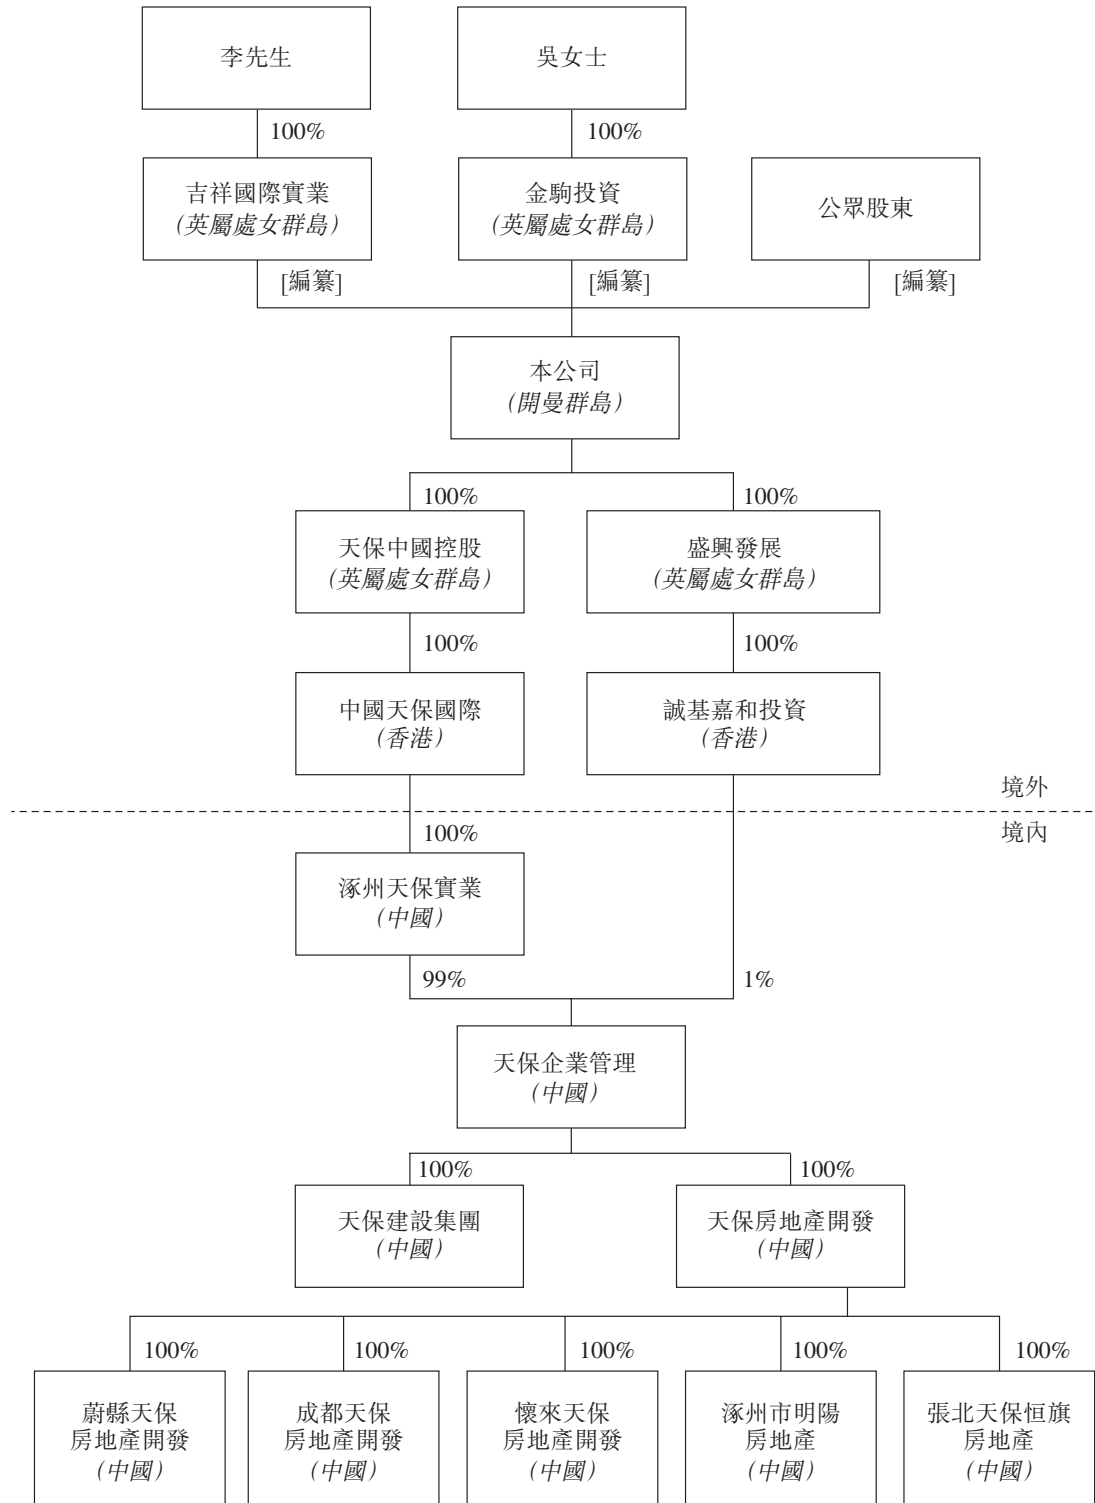 李先生
吳女士
100%
100%
吉祥國際實業
(英屬處女群島)
金駒投資
(英屬處女群島)
公眾股東
[編纂]
[編纂]
[編纂]
本公司
(開曼群島)
100%
100%
天保中國控股
(英屬處女群島)
盛興發展
(英屬處女群島)
100%
100%
中國天保國際
(香港)
誠基嘉和投資
(香港)
境外
境內
100%
涿州天保實業
(中國)
99%
1%
天保企業管理
(中國)
100%
100%
天保建設集團
(中國)
天保房地產開發
(中國)
100%
100%
100%
100%
100%
蔚縣天保
房地產開發
(中國)
成都天保
房地產開發
(中國)
懷來天保
房地產開發
(中國)
涿州市明陽
房地產
(中國)
張北天保恒旗
房地產
(中國)